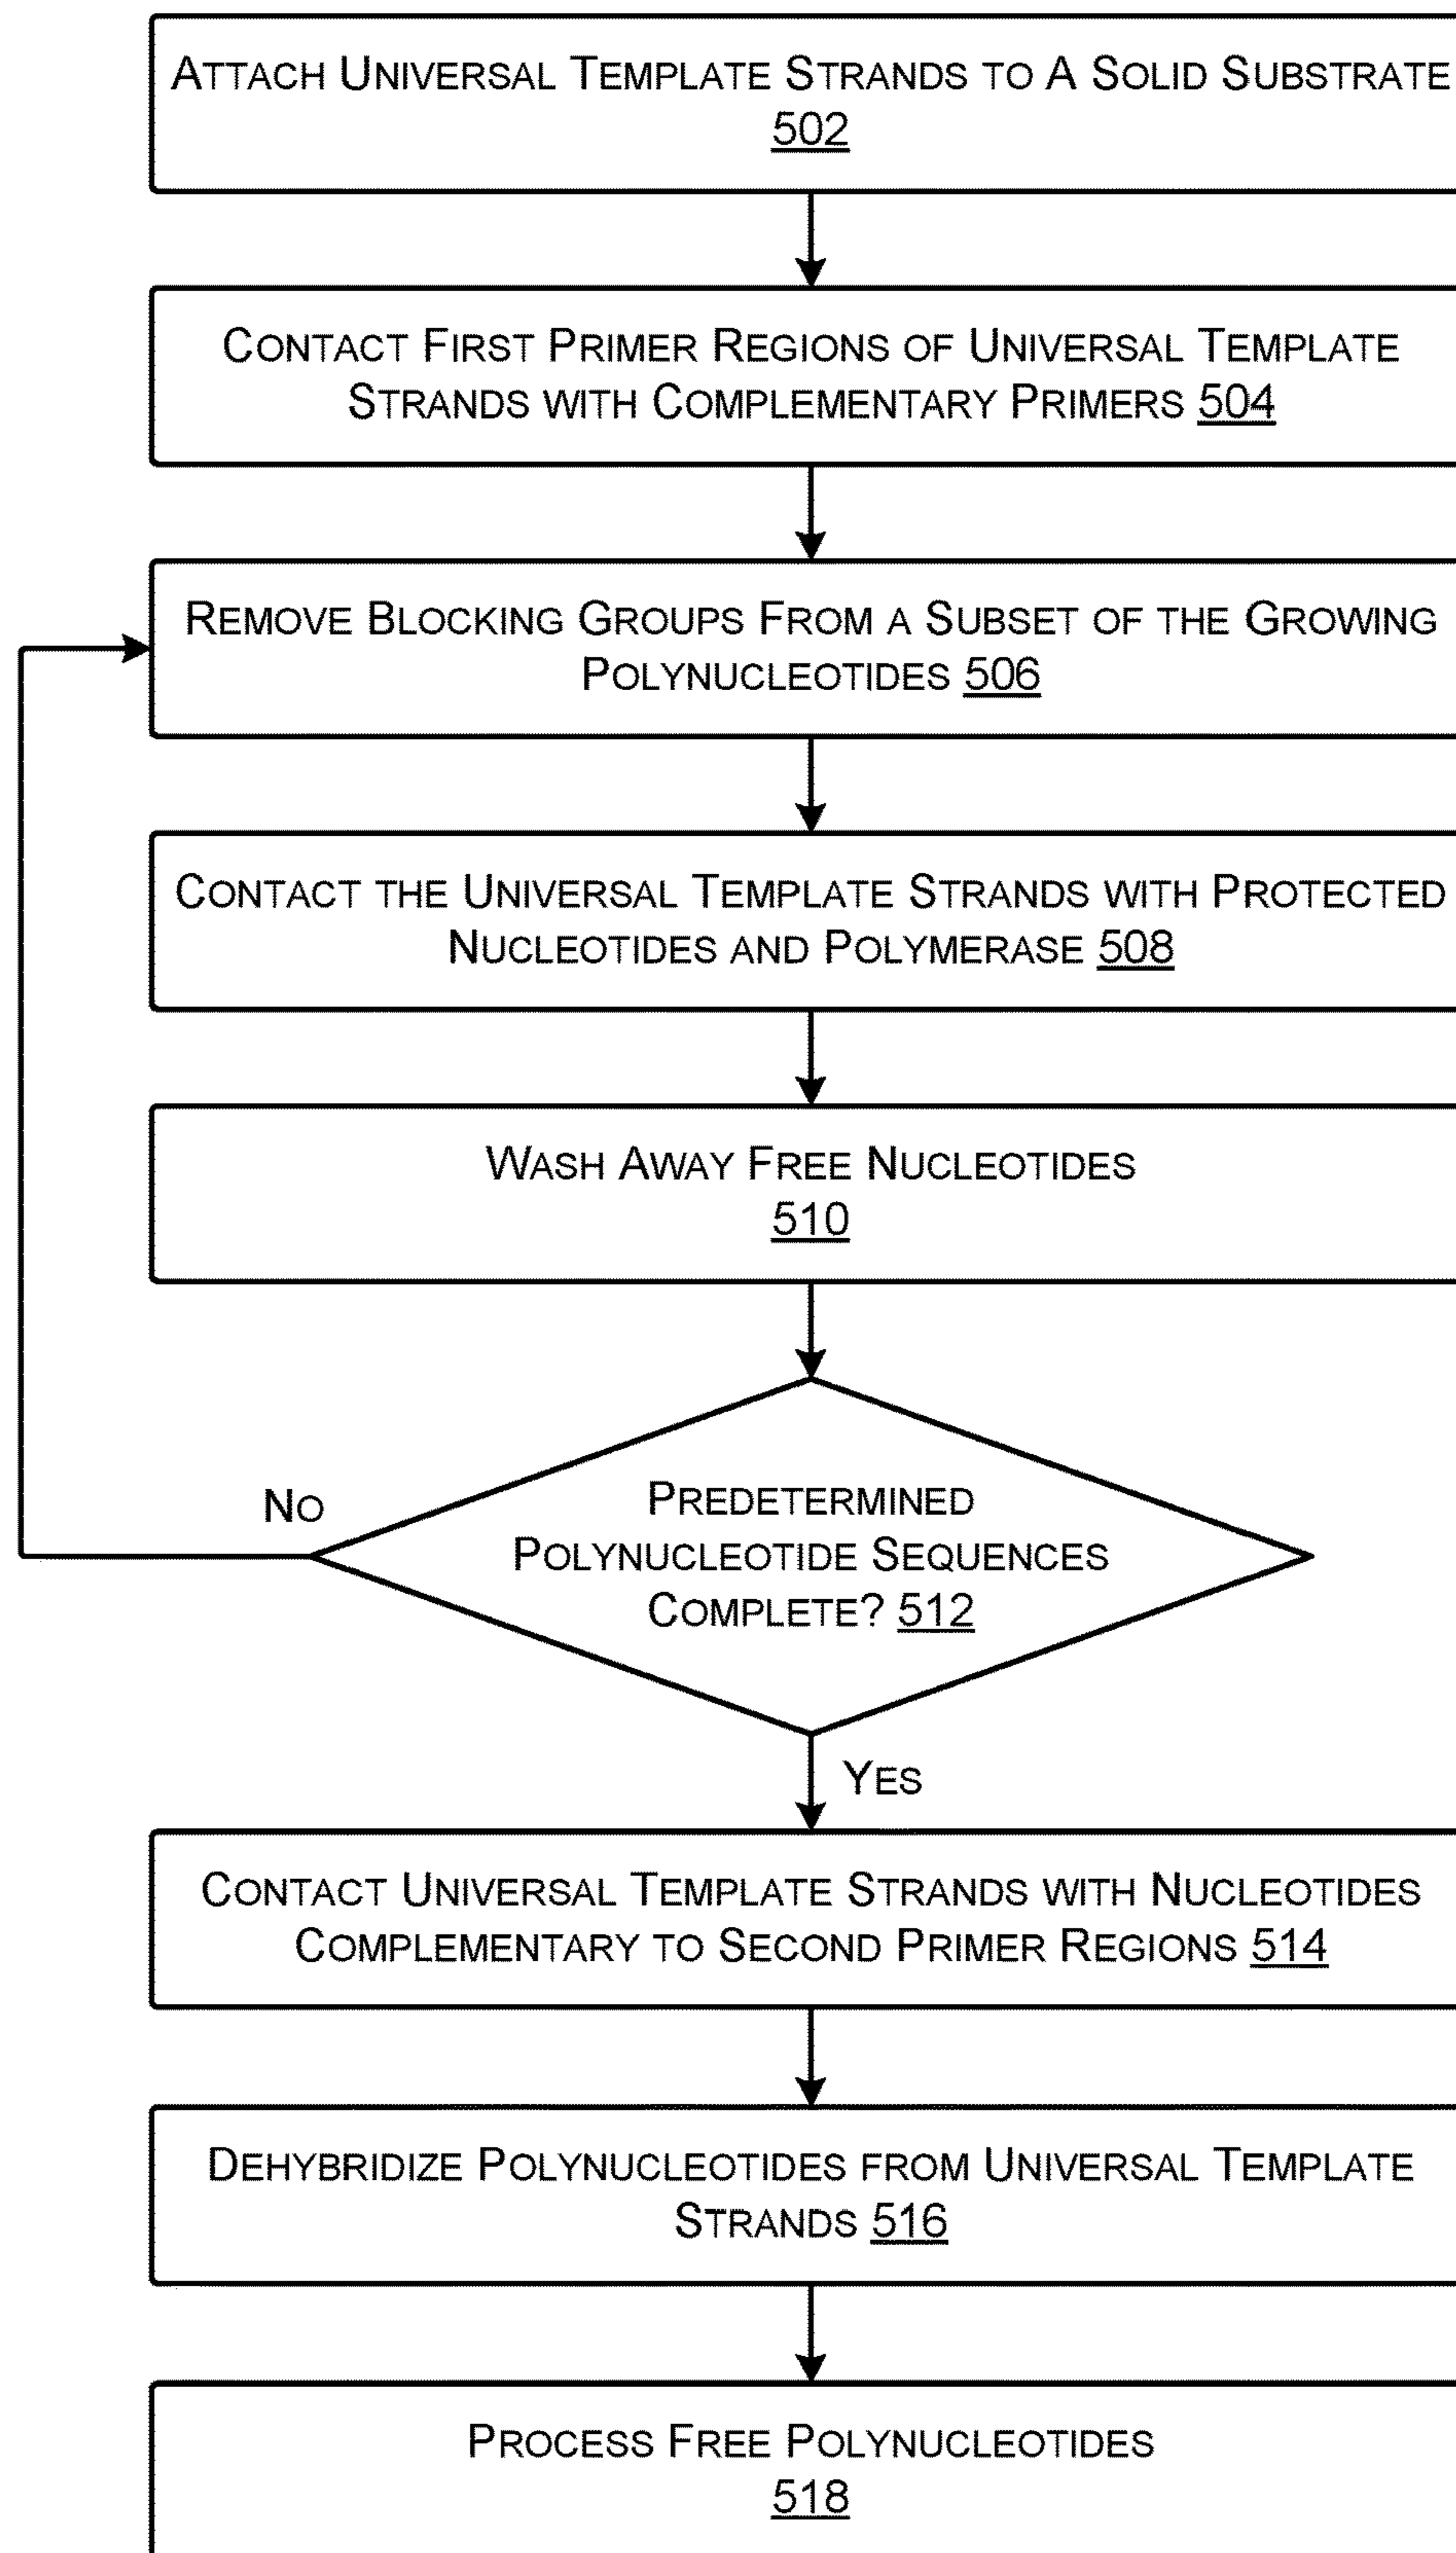 ATTACH UNIVERSAL TEMPLATE STRANDS TO A SOLID SUBSTRATE
502
CONTACT FIRST PRIMER REGIONS OF UNIVERSAL TEMPLATE
STRANDS WITH COMPLEMENTARY PRIMERS 504
REMOVE BLOCKING GROUPS FROM A SUBSET OF THE GROWING
POLYNUCLEOTIDES 506
CONTACT THE UNIVERSAL TEMPLATE STRANDS WITH PROTECTED
NUCLEOTIDES AND POLYMERASE 508
WASH AWAY FREE NUCLEOTIDES
510
NO
PREDETERMINED
POLYNUCLEOTIDE SEQUENCES
COMPLETE? 512
YES
CONTACT UNIVERSAL TEMPLATE STRANDS WITH NUCLEOTIDES
COMPLEMENTARY TO SECOND PRIMER REGIONS 514
DEHYBRIDIZE POLYNUCLEOTIDES FROM UNIVERSAL TEMPLATE
STRANDS 516
PROCESS FREE POLYNUCLEOTIDES
518